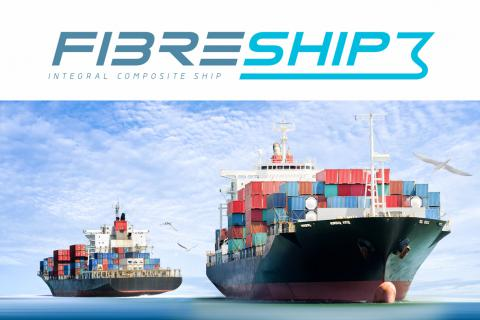 FIBRESHIP
INTEGRAL COMPOSITE SHIP